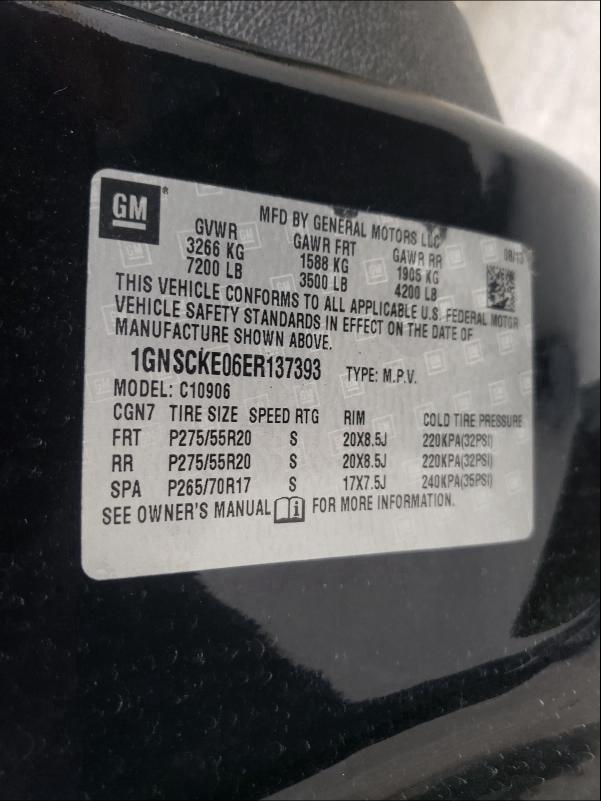 GM ®
MFD BY GENERAL MOTORS LLC
08/13
GVWR GAWR FRT GAWR RR
3266 KG 1588 KG 1905 KG
7200 LB 3500 LB 4200 LB
THIS VEHICLE CONFORMS TO ALL APPLICABLE U.S. FEDERAL MOTOR
VEHICLE SAFETY STANDARDS IN EFFECT ON THE DATE OF
MANUFACTURE SHOWN ABOVE.
1GNSCKE06ER137393 TYPE: M.P.V.
MODEL: C10906
CGN7 TIRE SIZE SPEED RTG RIM COLD TIRE PRESSURE
FRT P275/55R20 S 20X8.5J 220KPA(32PSI)
RR P275/55R20 S 20X8.5J 220KPA(32PSI)
SPA P265/70R17 S 17X7.5J 240KPA(35PSI)
SEE OWNER'S MANUAL i FOR MORE INFORMATION.